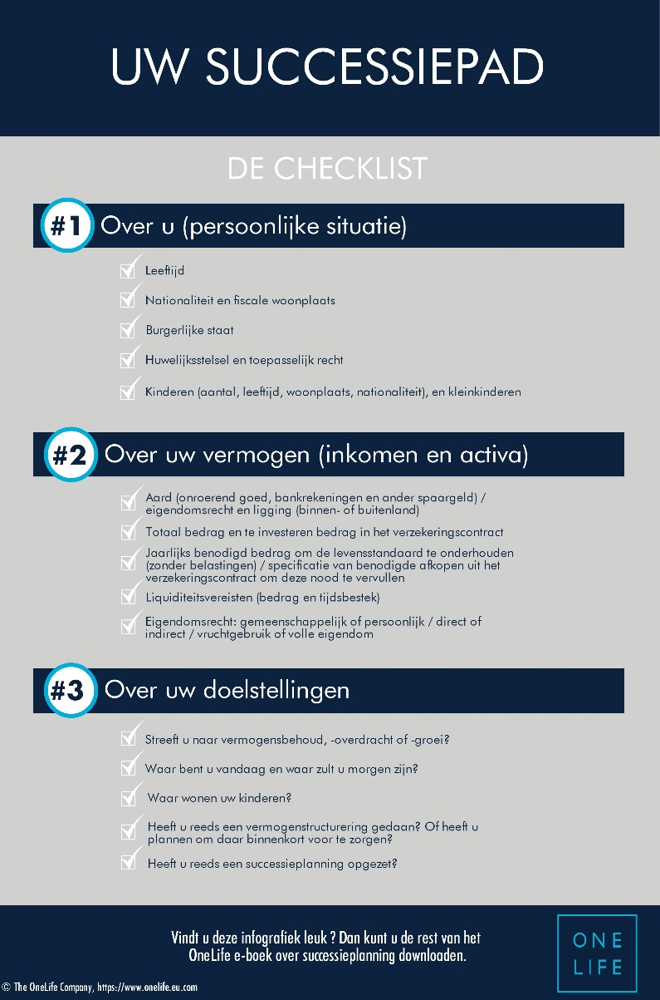 UW SUCCESSIEPAD
DE CHECKLIST
#1 Over u (persoonlijke situatie)
Leeftijd
Nationaliteit en fiscale woonplaats
Burgerlijke staat
Huwelijksstelsel en toepasselijk recht
Kinderen (aantal, leeftijd, woonplaats, nationaliteit), en kleinkinderen
#2 Over uw vermogen (inkomen en activa)
Aard (onroerend goed, bankrekeningen en ander spaargeld) /
eigendomsrecht en ligging (binnen- of buitenland)
Totaal bedrag en te investeren bedrag in het verzekeringscontract
Jaarlijks benodigd bedrag om de levensstandaard te onderhouden
(zonder belastingen) / specificatie van benodigde afkopen uit het
verzekeringscontract om deze nood te vervullen
Liquiditeitsvereisten (bedrag en tijdsbestek)
Eigendomsrecht: gemeenschappelijk of persoonlijk / direct of
indirect / vruchtgebruik of volle eigendom
#3 Over uw doelstellingen
Streeft u naar vermogensbehoud, -overdracht of -groei?
Waar bent u vandaag en waar zult u morgen zijn?
Waar wonen uw kinderen?
Heeft u reeds een vermogenstructurering gedaan? Of heeft u
plannen om daar binnenkort voor te zorgen?
Heeft u reeds een successieplanning opgezet?
Vindt u deze infografiek leuk ? Dan kunt u de rest van het
OneLife e-boek over successieplanning downloaden.
ONE
LIFE
© The OneLife Company, https://www.onelife.eu.com